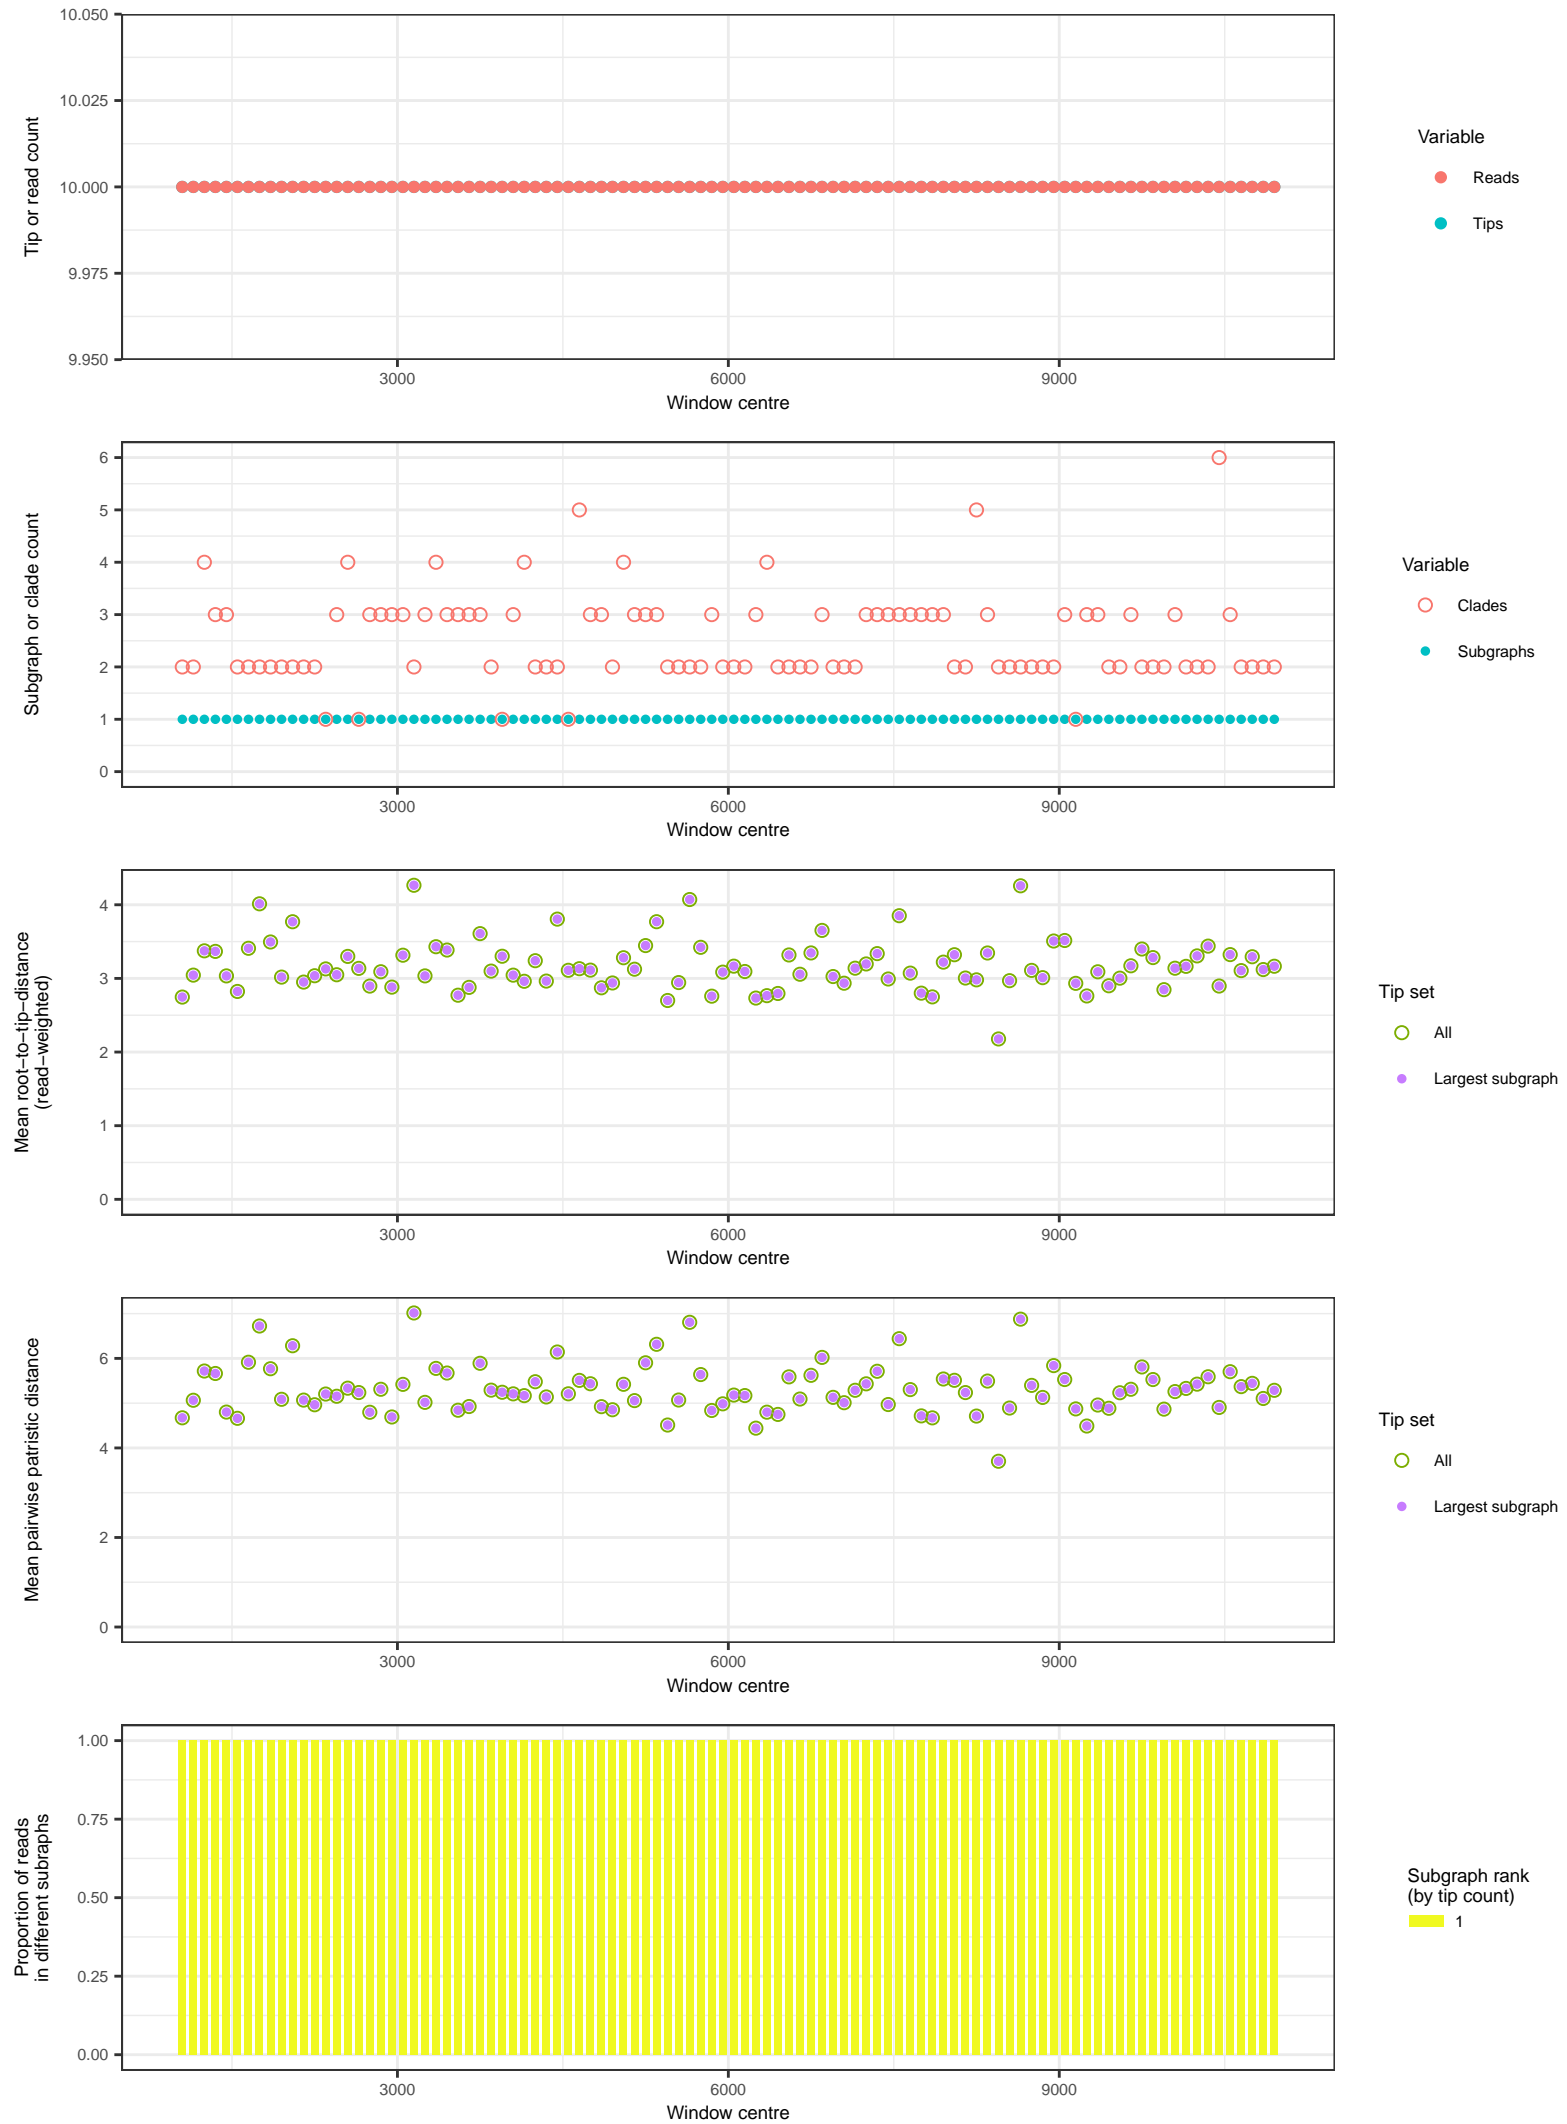 10.050
10.025
10.000
9.975
9.950
Tip or read count
3000 6000 9000
Window centre
Variable
Reads
Tips
6
5
4
3
2
1
0
Subgraph or clade count
3000 6000 9000
Window centre
Variable
Clades
Subgraphs
4
3
2
1
0
Mean root−to−tip−distance
(read−weighted)
3000 6000 9000
Window centre
Tip set
All
Largest subgraph
6
4
2
0
Mean pairwise patristic distance
3000 6000 9000
Window centre
Tip set
All
Largest subgraph
1.00
0.75
0.50
0.25
0.00
Proportion of reads
in different subraphs
3000 6000 9000
Window centre
Subgraph rank
(by tip count)
1